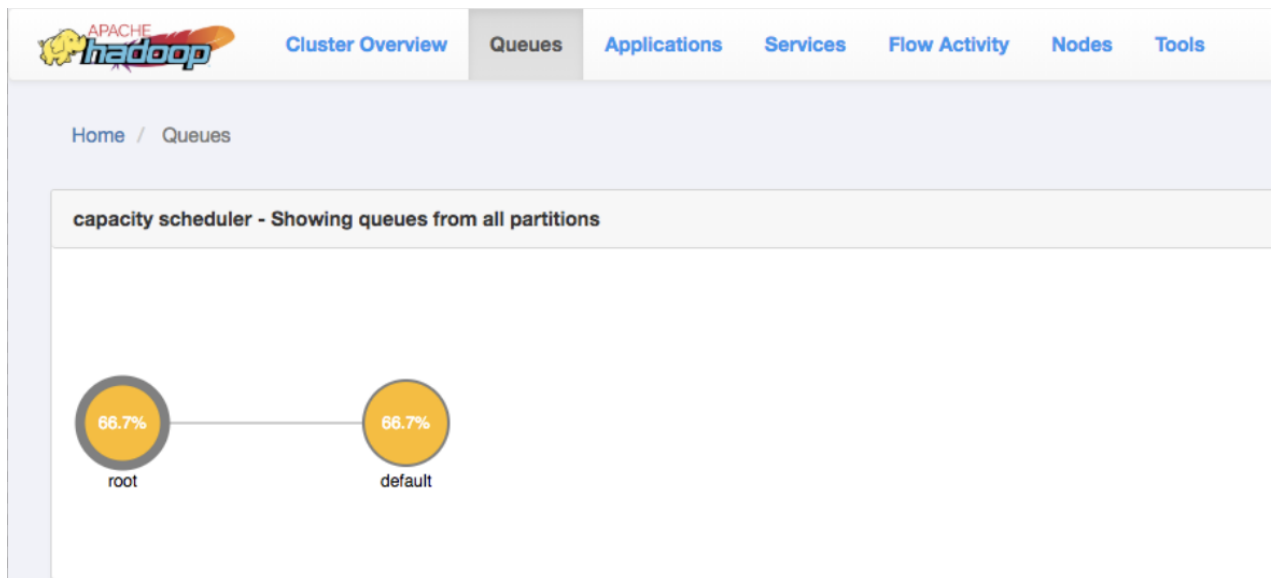 APACHE
hadoop
Cluster Overview Queues Applications Services Flow Activity Nodes Tools
Home / Queues
capacity scheduler - Showing queues from all partitions
66.7% 66.7%
root default